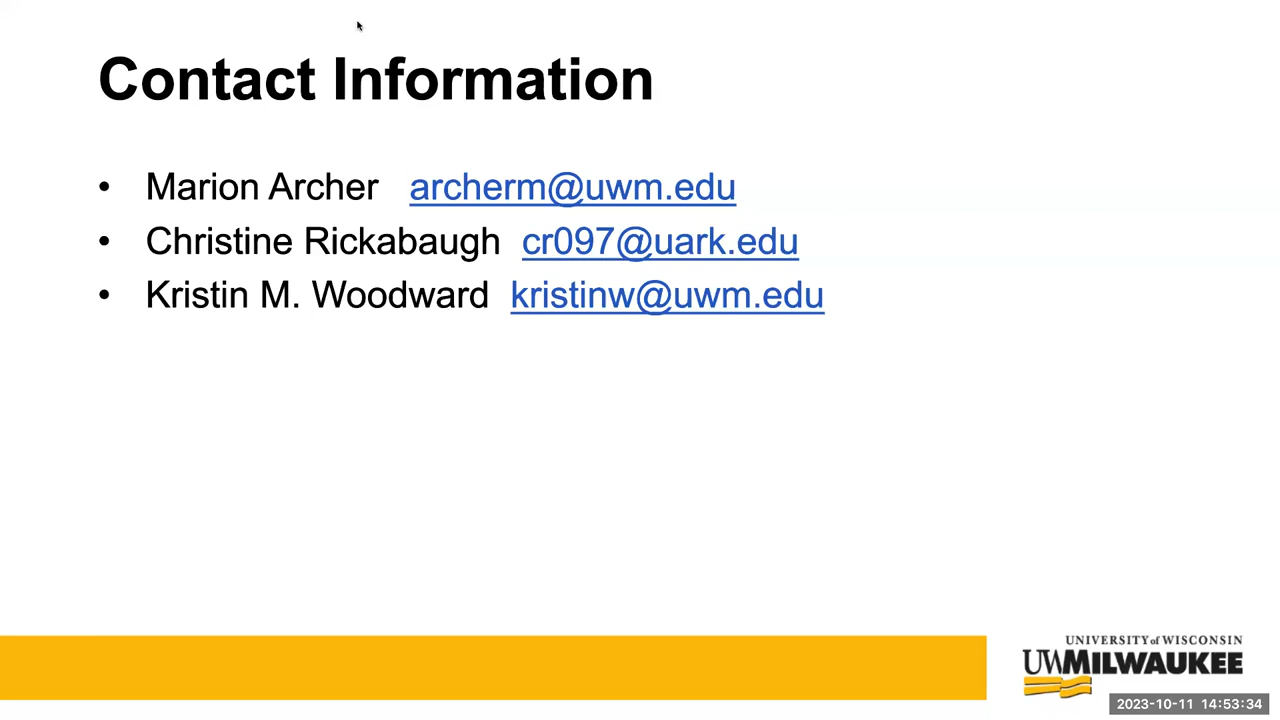 Contact Information
• Marion Archer archerm@uwm.edu
• Christine Rickabaugh cr097@uark.edu
• Kristin M. Woodward kristinw@uwm.edu
UNIVERSITY of WISCONSIN
UWMILWAUKEE
2023-10-11 14:53:34